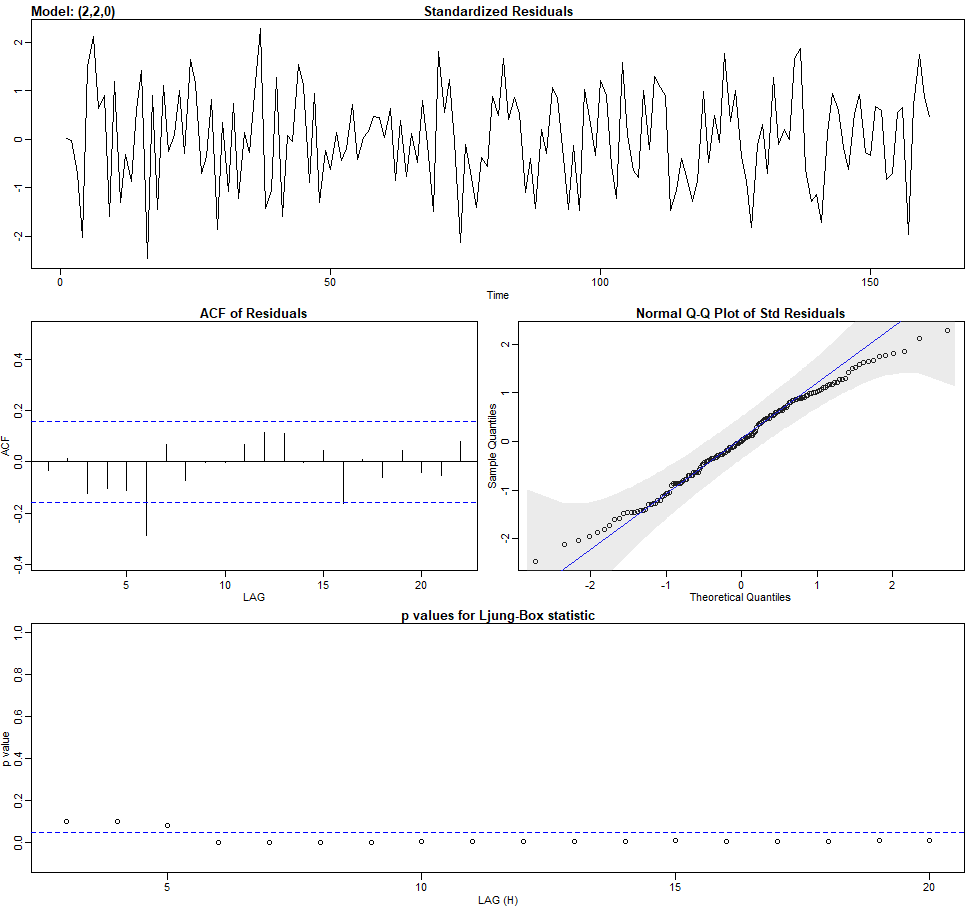 Model: (2,2,0) Standardized Residuals
2
1
0
-1
-2
0 50 100 150
Time
ACF of Residuals
0.4
0.2
0.0
-0.2
-0.4
ACF
5 10 15 20
LAG
Normal Q-Q Plot of Std Residuals
2
1
0
-1
-2
Sample Quantiles
-2 -1 0 1 2
Theoretical Quantiles
p values for Ljung-Box statistic
1.0
0.8
0.6
0.4
0.2
0.0
p value
5 10 15 20
LAG (H)